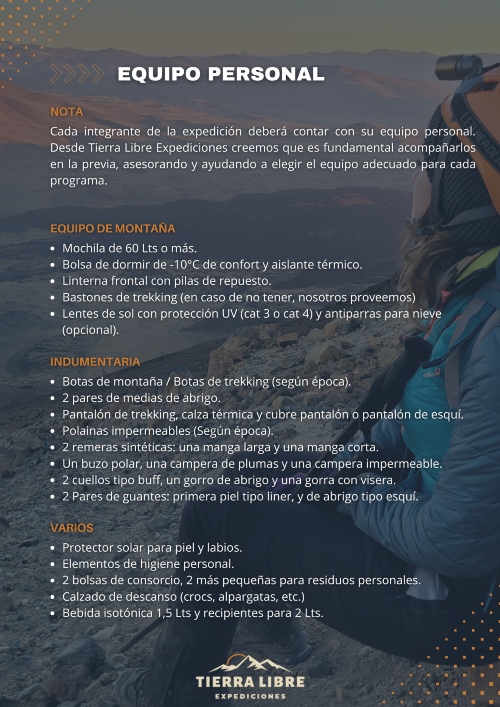 EQUIPO PERSONAL
NOTA
Cada integrante de la expedición deberá contar con su equipo personal.
Desde Tierra Libre Expediciones creemos que es fundamental acompañarlos
en la previa, asesorando y ayudando a elegir el equipo adecuado para cada
programa.
EQUIPO DE MONTAÑA
• Mochila de 60 Lts o más.
• Bolsa de dormir de -10°C de confort y aislante térmico.
• Linterna frontal con pilas de repuesto.
• Bastones de trekking (en caso de no tener, nosotros proveemos)
• Lentes de sol con protección UV (cat 3 o cat 4) y antiparras para nieve
(opcional).
INDUMENTARIA
• Botas de montaña / Botas de trekking (según época).
• 2 pares de medias de abrigo.
• Pantalón de trekking, calza térmica y cubre pantalón o pantalón de esquí.
• Polainas impermeables (Según época).
• 2 remeras sintéticas: una manga larga y una manga corta.
• Un buzo polar, una campera de plumas y una campera impermeable.
• 2 cuellos tipo buff, un gorro de abrigo y una gorra con visera.
• 2 Pares de guantes: primera piel tipo liner, y de abrigo tipo esquí.
VARIOS
• Protector solar para piel y labios.
• Elementos de higiene personal.
• 2 bolsas de consorcio, 2 más pequeñas para residuos personales.
• Calzado de descanso (crocs, alpargatas, etc.)
• Bebida isotónica 1,5 Lts y recipientes para 2 Lts.
TIERRA LIBRE
EXPEDICIONES